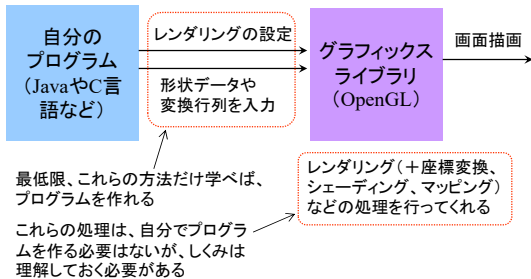 自分の
プログラム
(JavaやC言
語など)
レンダリングの設定
形状データや
変換行列を入力
グラフィックス
ライブラリ
(OpenGL)
画面描画
最低限、これらの方法だけ学べば、
プログラムを作れる
これらの処理は、自分でプログラ
ムを作る必要はないが、しくみは
理解しておく必要がある
レンダリング(+座標変換、
シェーディング、マッピング)
などの処理を行ってくれる